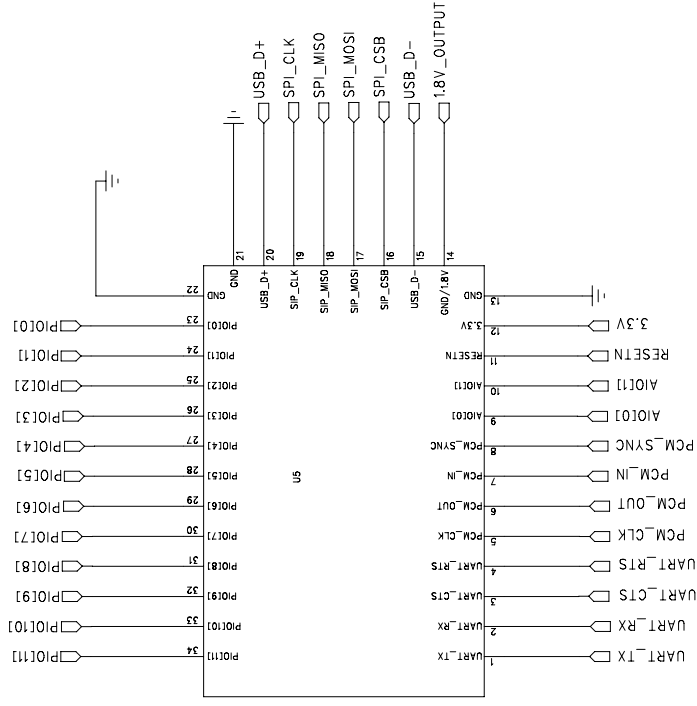 USB_D+
SPI_CLK
SPI_MISO
SPI_MOSI
SPI_CSB
USB_D-
1.8V_OUTPUT
21
20
19
18
17
16
15
14
GND
USB_D+
SIP_CLK
SIP_MISO
SIP_MOSI
SIP_CSB
USB_D-
GND/1.8V
22 GND
GND 13
PIO[0] 23 PIO[0]
3.3V 12 3.3V
PIO[1] 24 PIO[1]
RESETN 11 RESETN
PIO[2] 25 PIO[2]
AIO[1] 10 AIO[1]
PIO[3] 26 PIO[3]
AIO[0] 9 AIO[0]
PIO[4] 27 PIO[4]
PCM_SYNC 8 PCM_SYNC
PIO[5] 28 PIO[5]
U5
PCM_IN 7 PCM_IN
PIO[6] 29 PIO[6]
PCM_OUT 6 PCM_OUT
PIO[7] 30 PIO[7]
PCM_CLK 5 PCM_CLK
PIO[8] 31 PIO[8]
UART_RTS 4 UART_RTS
PIO[9] 32 PIO[9]
UART_CTS 3 UART_CTS
PIO[10] 33 PIO[10]
UART_RX 2 UART_RX
PIO[11] 34 PIO[11]
UART_TX 1 UART_TX